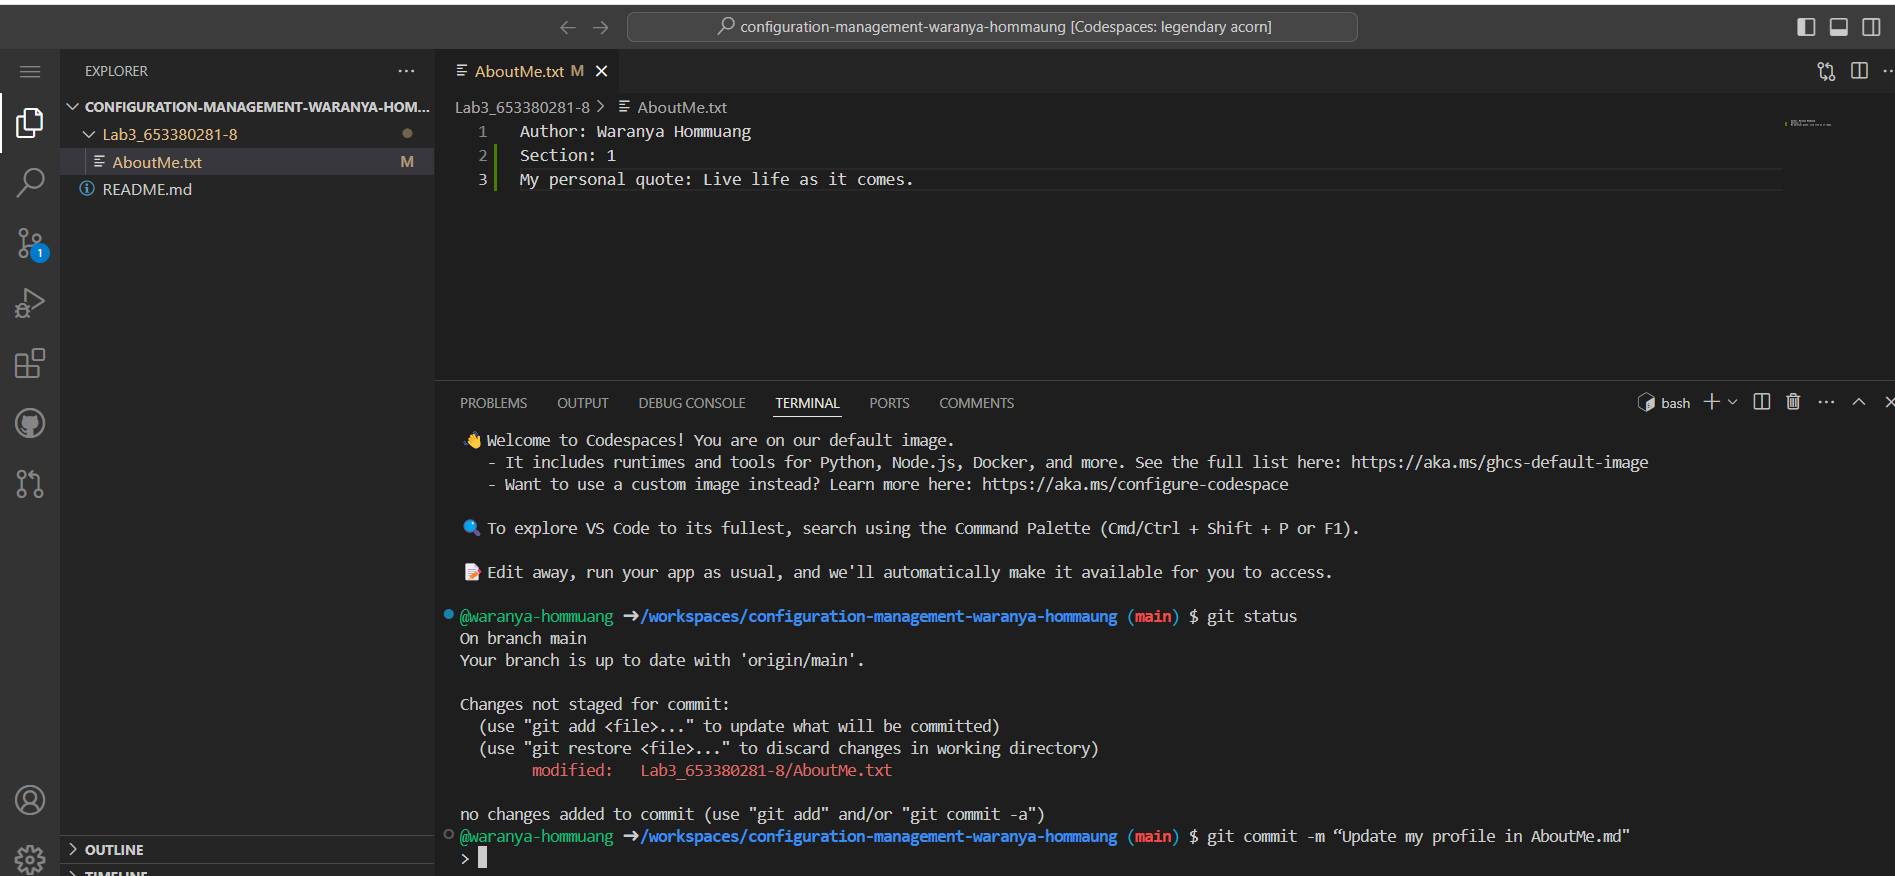 configuration-management-waranya-hommaung [Codespaces: legendary acorn]
EXPLORER
CONFIGURATION-MANAGEMENT-WARANYA-HOM...
Lab3_653380281-8
AboutMe.txt M
README.md
1
OUTLINE
TIMELINE
AboutMe.txt M
Lab3_653380281-8 > AboutMe.txt
1 Author: Waranya Hommuang
2 Section: 1
3 My personal quote: Live life as it comes.
PROBLEMS OUTPUT DEBUG CONSOLE TERMINAL PORTS COMMENTS
bash
👋 Welcome to Codespaces! You are on our default image.
- It includes runtimes and tools for Python, Node.js, Docker, and more. See the full list here: https://aka.ms/ghcs-default-image
- Want to use a custom image instead? Learn more here: https://aka.ms/configure-codespace
🔍 To explore VS Code to its fullest, search using the Command Palette (Cmd/Ctrl + Shift + P or F1).
📝 Edit away, run your app as usual, and we'll automatically make it available for you to access.
@waranya-hommuang ➜/workspaces/configuration-management-waranya-hommaung (main) $ git status
On branch main
Your branch is up to date with 'origin/main'.
Changes not staged for commit:
(use "git add <file>..." to update what will be committed)
(use "git restore <file>..." to discard changes in working directory)
modified: Lab3_653380281-8/AboutMe.txt
no changes added to commit (use "git add" and/or "git commit -a")
@waranya-hommuang ➜/workspaces/configuration-management-waranya-hommaung (main) $ git commit -m “Update my profile in AboutMe.md"
>